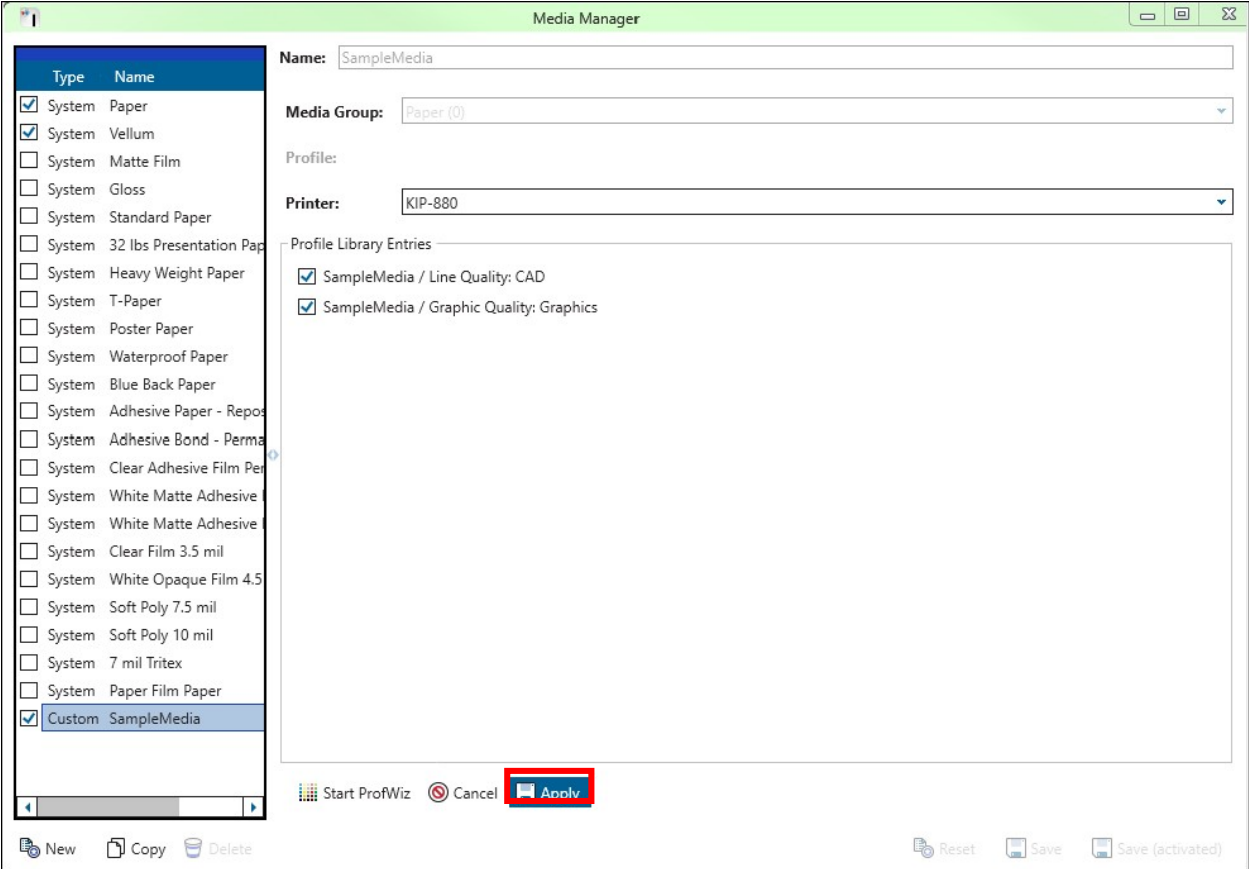 Media Manager
Type Name
System Paper
System Vellum
System Matte Film
System Gloss
System Standard Paper
System 32 lbs Presentation Pap
System Heavy Weight Paper
System T-Paper
System Poster Paper
System Waterproof Paper
System Blue Back Paper
System Adhesive Paper - Repos
System Adhesive Bond - Perma
System Clear Adhesive Film Per
System White Matte Adhesive
System White Matte Adhesive
System Clear Film 3.5 mil
System White Opaque Film 4.5
System Soft Poly 7.5 mil
System Soft Poly 10 mil
System 7 mil Tritex
System Paper Film Paper
Custom SampleMedia
Name: SampleMedia
Media Group: Paper (0)
Profile:
Printer: KIP-880
Profile Library Entries
SampleMedia / Line Quality: CAD
SampleMedia / Graphic Quality: Graphics
Start ProfWiz Cancel Apply
New Copy Delete Reset Save Save (activated)